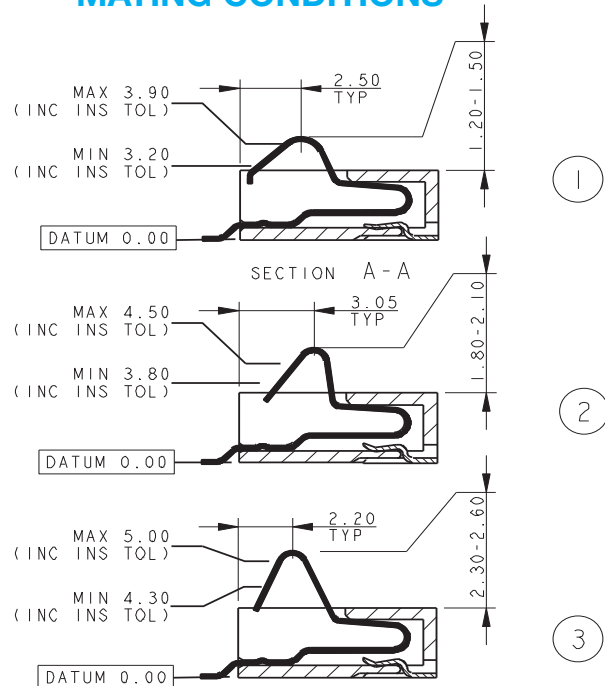 MATING CONDITIONS
MAX 3.90
(INC INS TOL)
2.50
TYP
1.20-1.50
MIN 3.20
(INC INS TOL)
1
DATUM 0.00
SECTION A-A
MAX 4.50
(INC INS TOL)
3.05
TYP
1.80-2.10
MIN 3.80
(INC INS TOL)
2
DATUM 0.00
MAX 5.00
(INC INS TOL)
2.20
TYP
2.30-2.60
MIN 4.30
(INC INS TOL)
3
DATUM 0.00